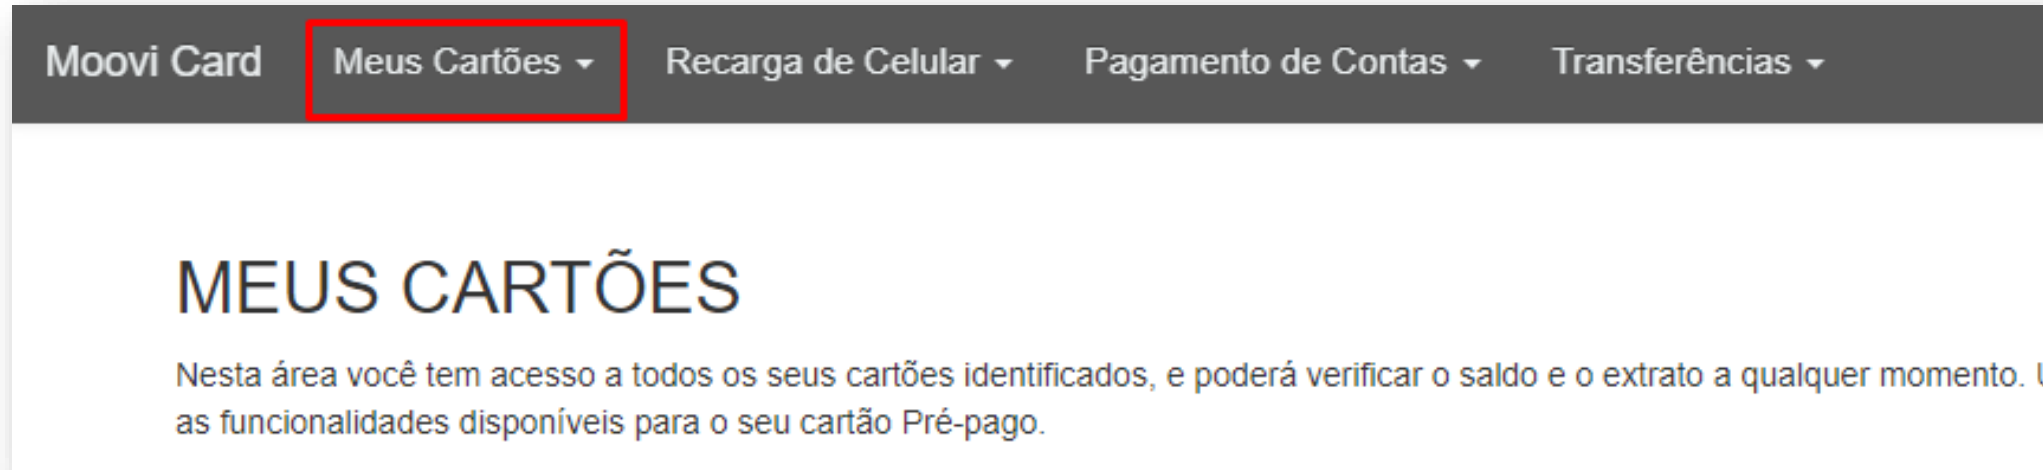 Moovi Card Meus Cartões Recarga de Celular Pagamento de Contas Transferências
MEUS CARTÕES
Nesta área você tem acesso a todos os seus cartões identificados, e poderá verificar o saldo e o extrato a qualquer momento.
as funcionalidades disponíveis para o seu cartão Pré-pago.